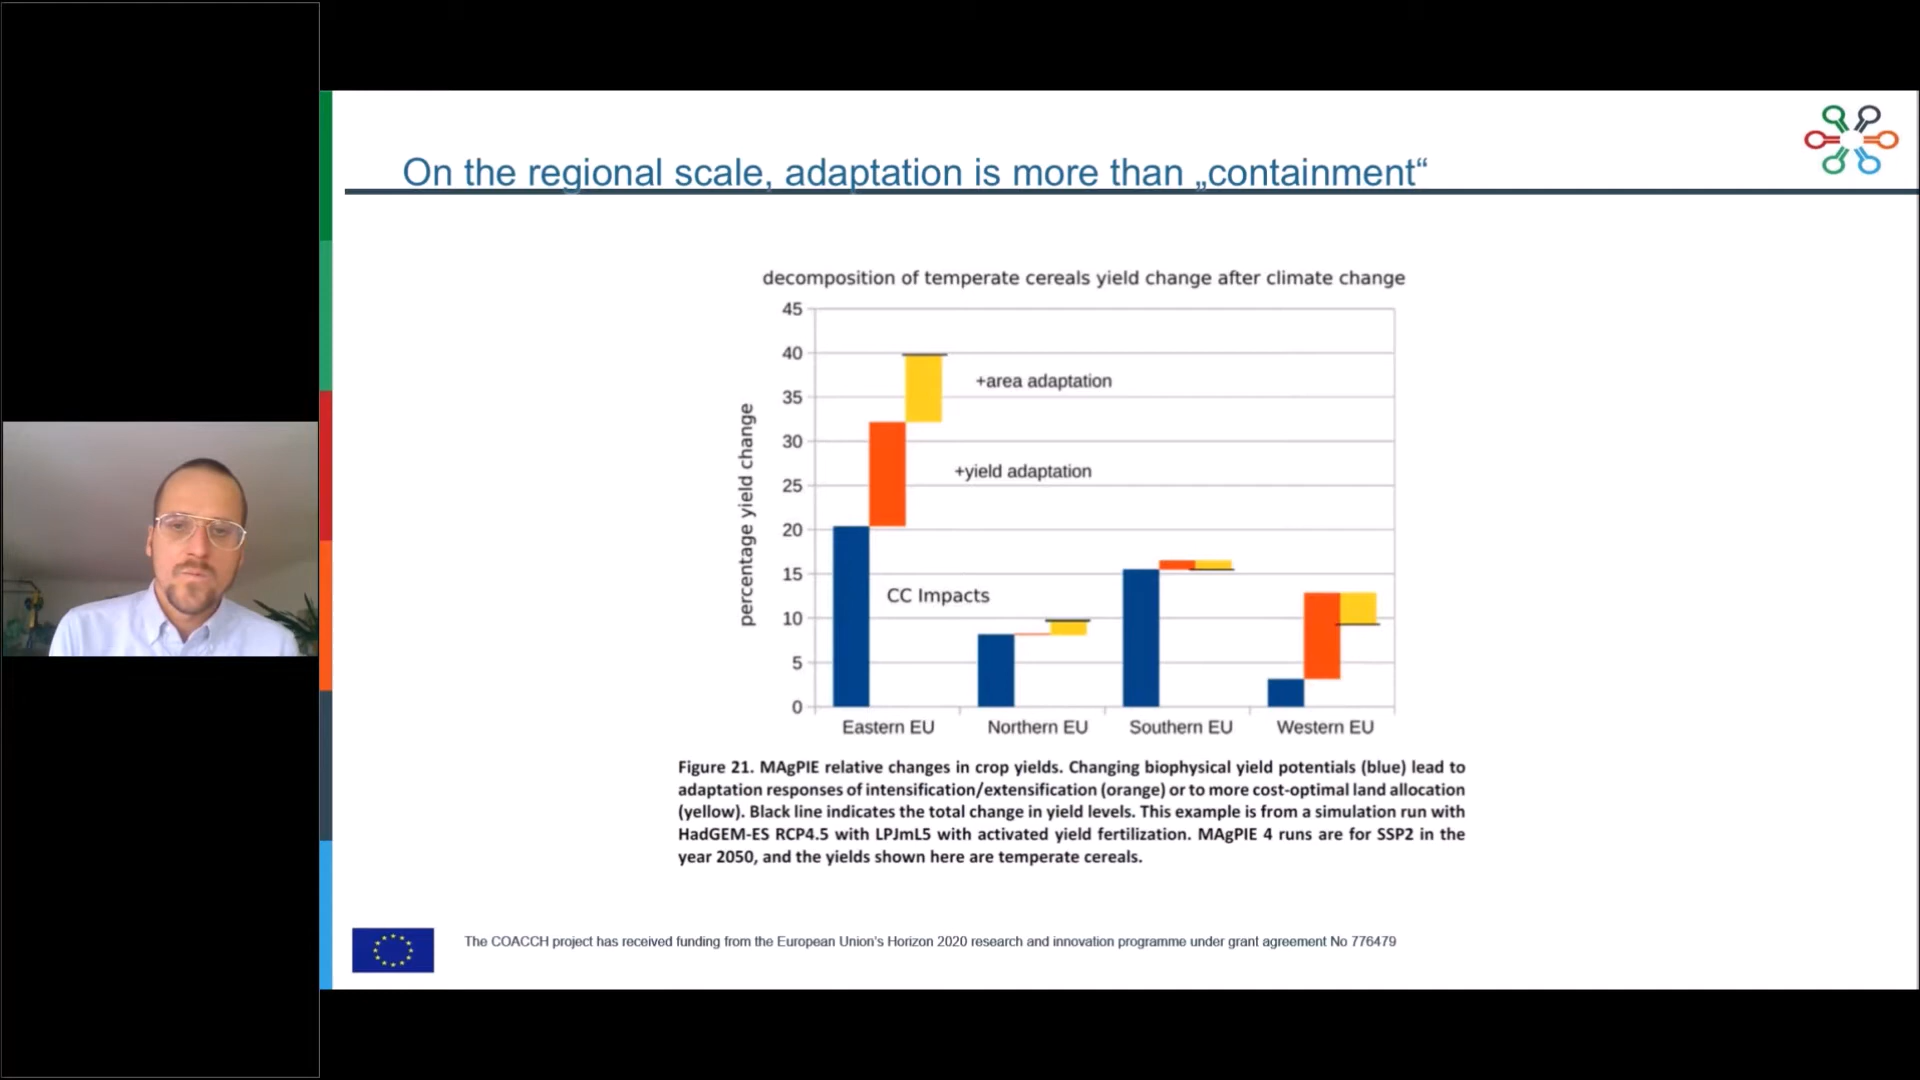 On the regional scale, adaptation is more than „containment“
decomposition of temperate cereals yield change after climate change
percentage yield change
45
40
35
30
25
20
15
10
5
0
+area adaptation
+yield adaptation
CC Impacts
Eastern EU
Northern EU
Southern EU
Western EU
Figure 21. MAgPIE relative changes in crop yields. Changing biophysical yield potentials (blue) lead to
adaptation responses of intensification/extensification (orange) or to more cost-optimal land allocation
(yellow). Black line indicates the total change in yield levels. This example is from a simulation run with
HadGEM-ES RCP4.5 with LPJmL5 with activated yield fertilization. MAgPIE 4 runs are for SSP2 in the
year 2050, and the yields shown here are temperate cereals.
The COACCH project has received funding from the European Union's Horizon 2020 research and innovation programme under grant agreement No 776479